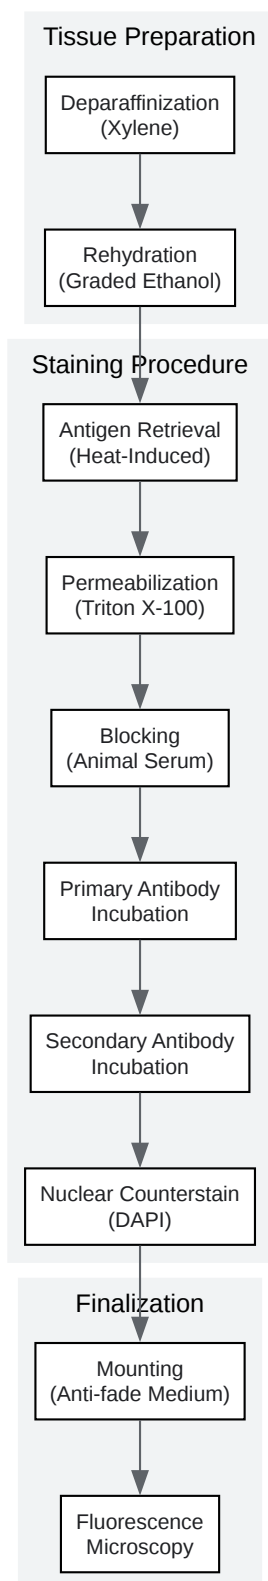 Tissue Preparation
Deparaffinization
(Xylene)
Rehydration
(Graded Ethanol)
Staining Procedure
Antigen Retrieval
(Heat-Induced)
Permeabilization
(Triton X-100)
Blocking
(Animal Serum)
Primary Antibody
Incubation
Secondary Antibody
Incubation
Nuclear Counterstain
(DAPI)
Finalization
Mounting
(Anti-fade Medium)
Fluorescence
Microscopy